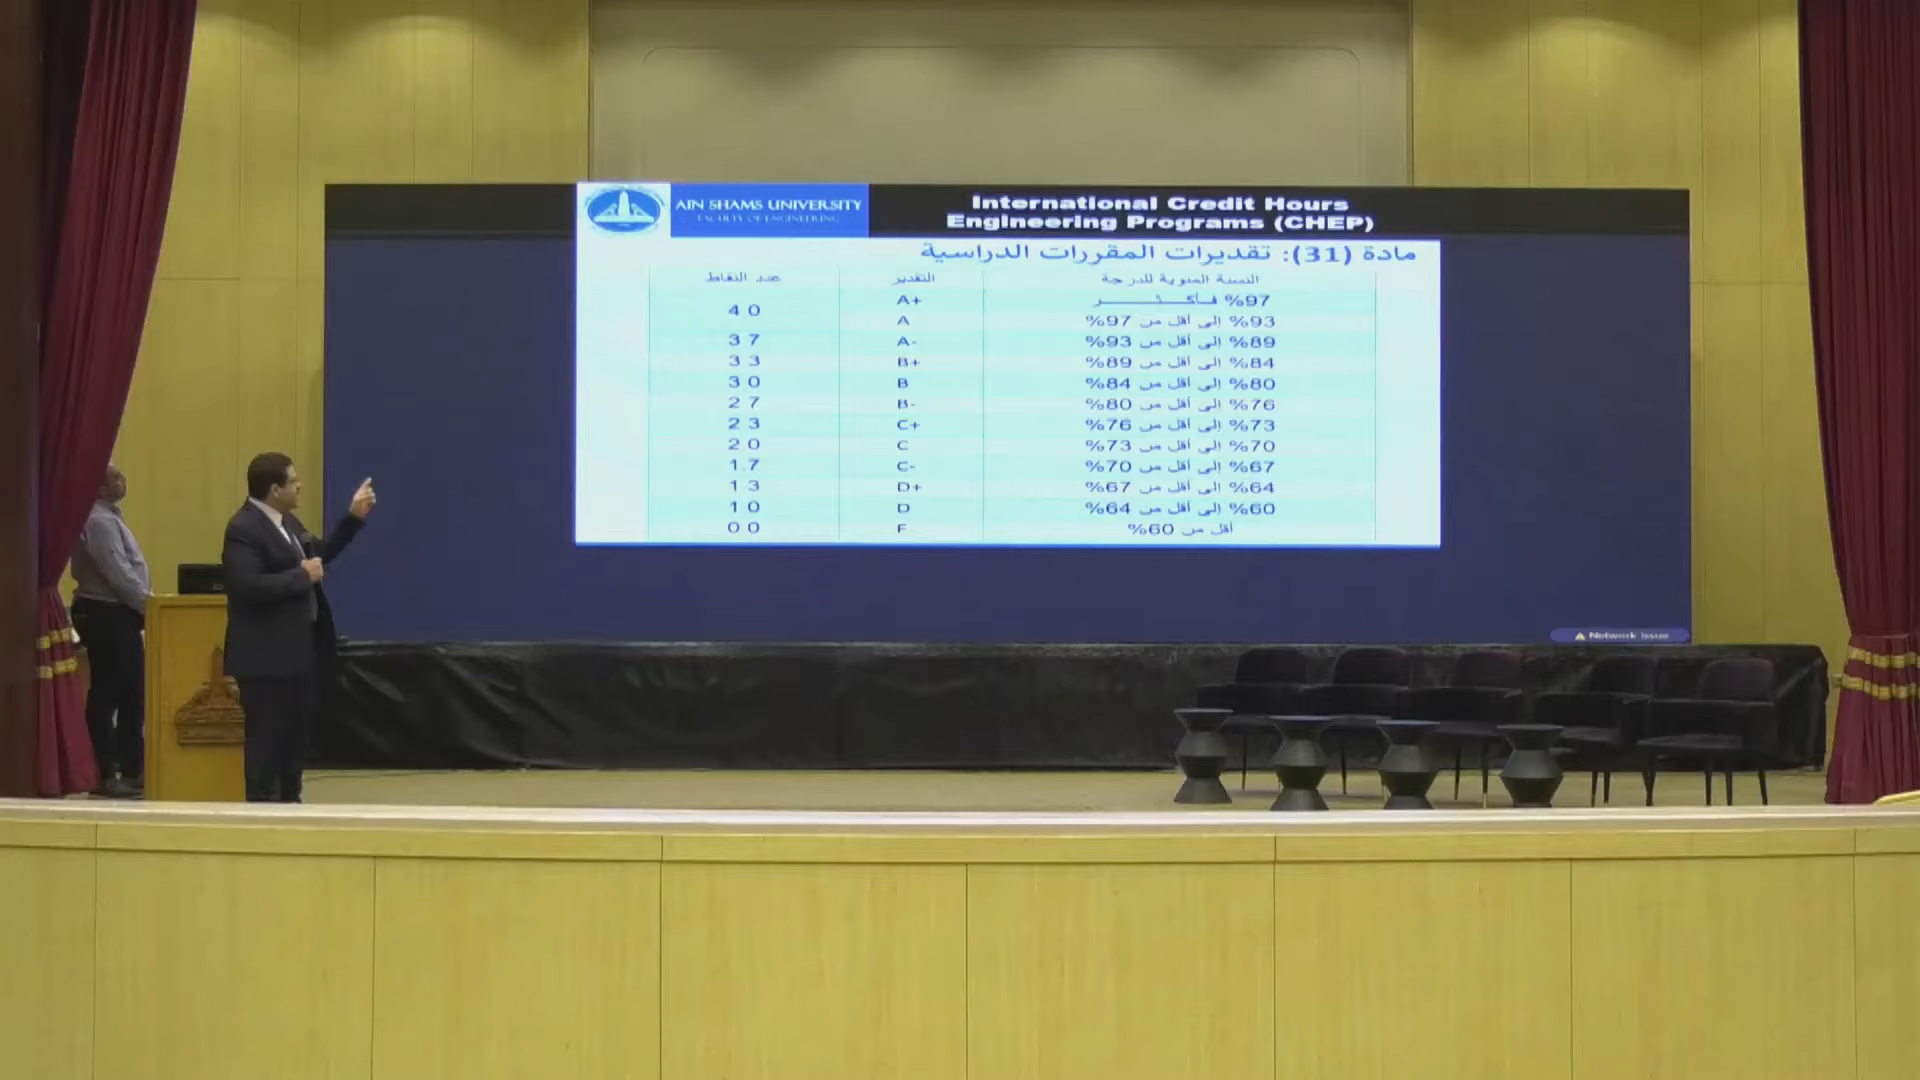 AIN SHAMS UNIVERSITY
FACULTY OF ENGINEERING
International Credit Hours
Engineering Programs (CHEP)
مادة (31): تقديرات المقررات الدراسية
النسبة المئوية للدرجة التقدير عدد النقاط
%97 فأكثر A+
4 0
%93 إلى أقل من %97 A
%89 إلى أقل من %93 A- 3 7
%84 إلى أقل من %89 B+ 3 3
%80 إلى أقل من %84 B 3 0
%76 إلى أقل من %80 B- 2 7
%73 إلى أقل من %76 C+ 2 3
%70 إلى أقل من %73 C 2 0
%67 إلى أقل من %70 C- 1.7
%64 إلى أقل من %67 D+ 1 3
%60 إلى أقل من %64 D 1 0
أقل من %60 F 0 0
Network issue